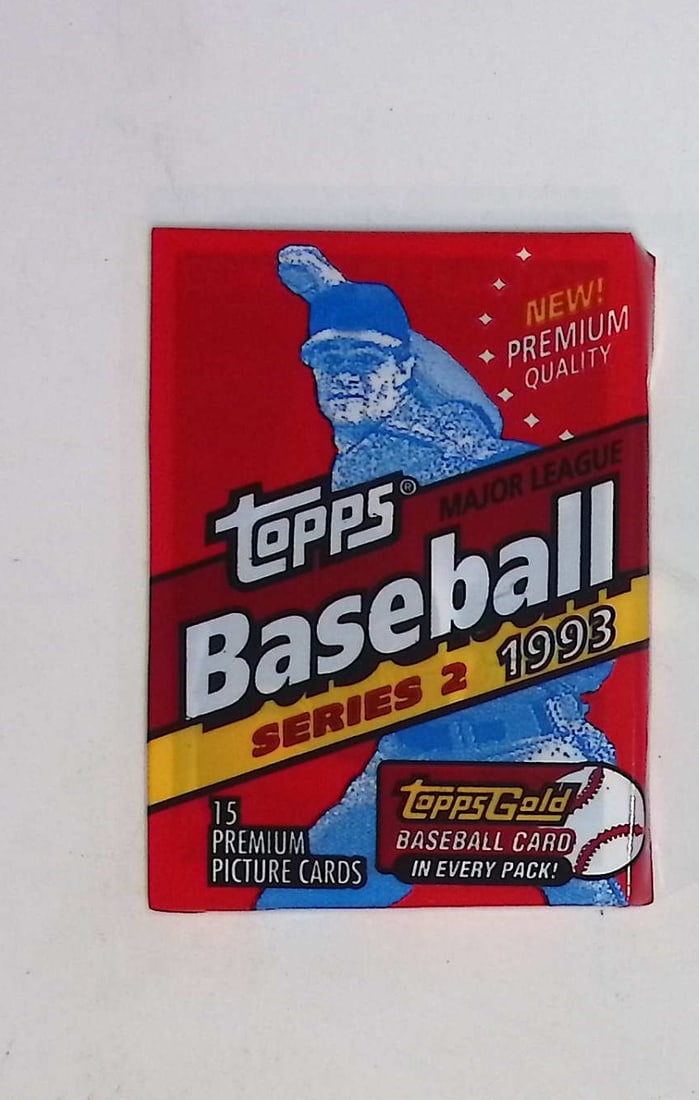 NEW!
PREMIUM
QUALITY
TOPPS®
MAJOR LEAGUE
Baseball
SERIES 2 1993
15
PREMIUM
PICTURE CARDS
ToppsGold
BASEBALL CARD
IN EVERY PACK!